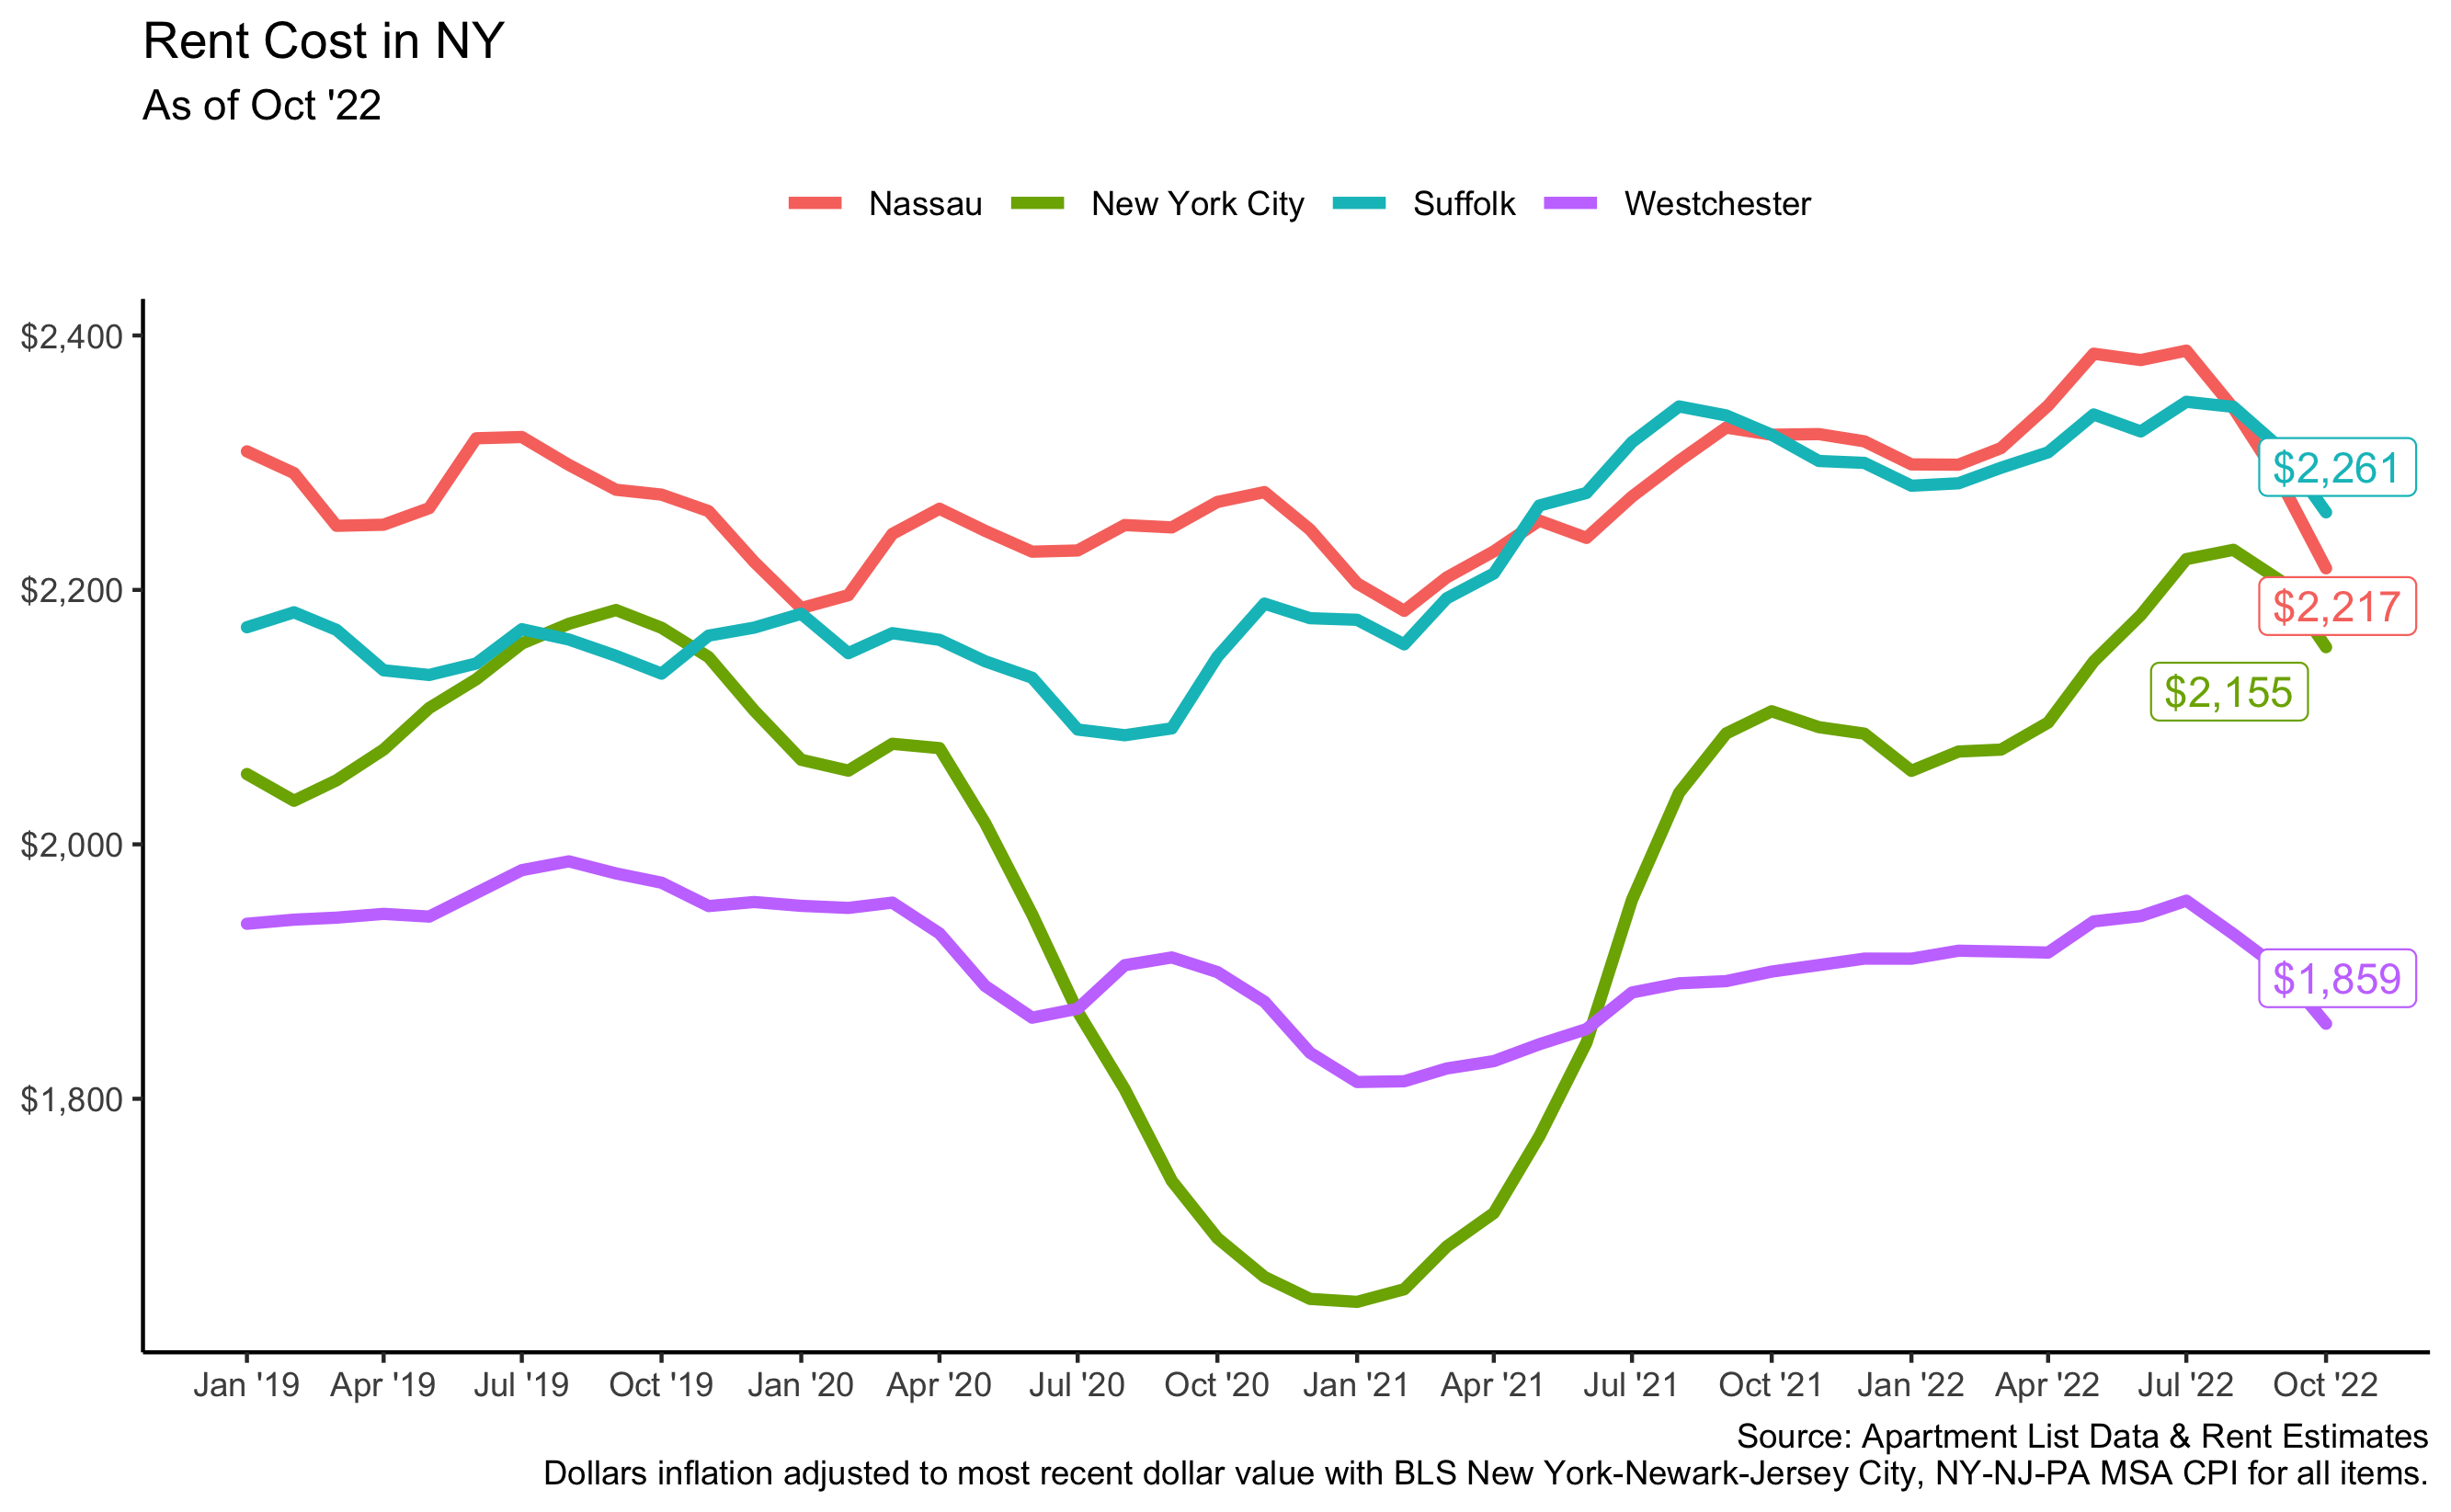 Rent Cost in NY
As of Oct '22
Nassau New York City Suffolk Westchester
$2,400
$2,200
$2,000
$1,800
$2,261
$2,217
$2,155
$1,859
Jan '19 Apr '19 Jul '19 Oct '19 Jan '20 Apr '20 Jul '20 Oct '20 Jan '21 Apr '21 Jul '21 Oct '21 Jan '22 Apr '22 Jul '22 Oct '22
Source: Apartment List Data & Rent Estimates
Dollars inflation adjusted to most recent dollar value with BLS New York-Newark-Jersey City, NY-NJ-PA MSA CPI for all items.